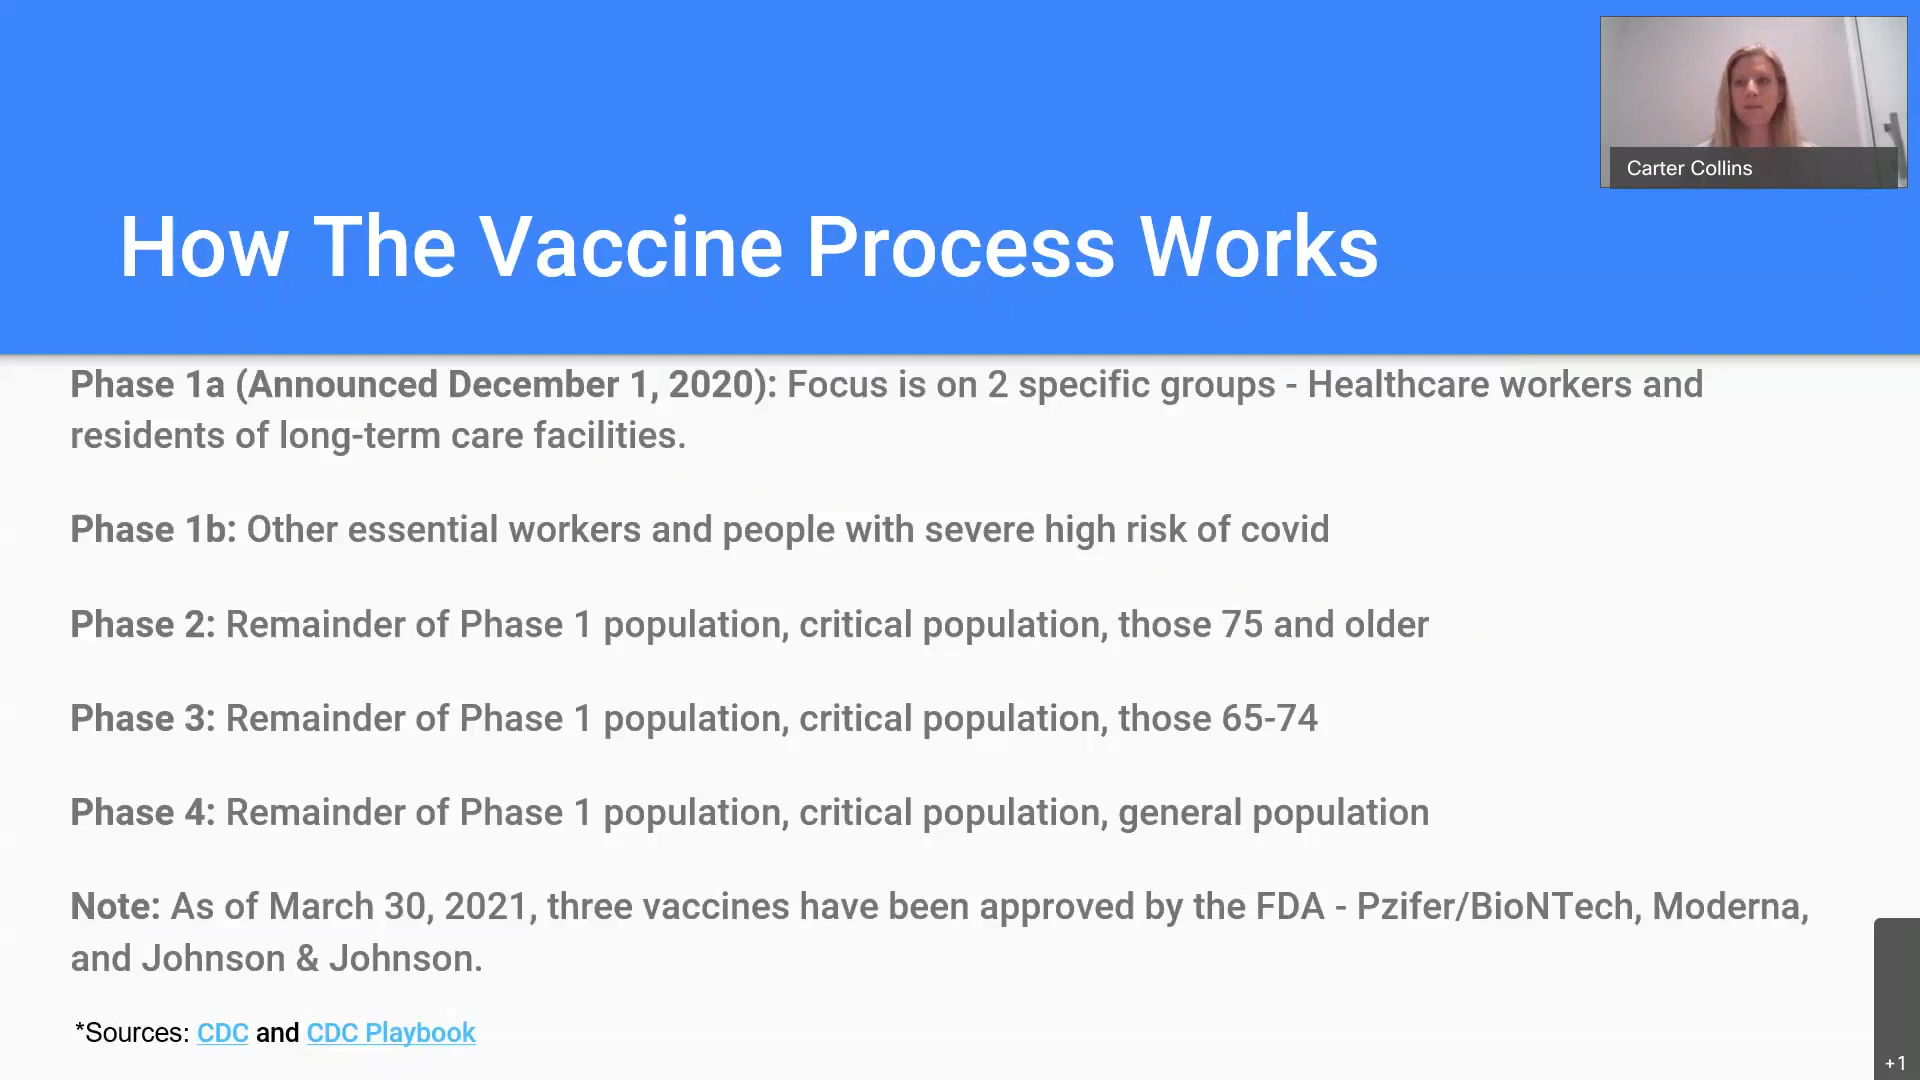 Carter Collins
How The Vaccine Process Works
Phase 1a (Announced December 1, 2020): Focus is on 2 specific groups - Healthcare workers and
residents of long-term care facilities.
Phase 1b: Other essential workers and people with severe high risk of covid
Phase 2: Remainder of Phase 1 population, critical population, those 75 and older
Phase 3: Remainder of Phase 1 population, critical population, those 65-74
Phase 4: Remainder of Phase 1 population, critical population, general population
Note: As of March 30, 2021, three vaccines have been approved by the FDA - Pzifer/BioNTech, Moderna,
and Johnson & Johnson.
*Sources: CDC and CDC Playbook
+1